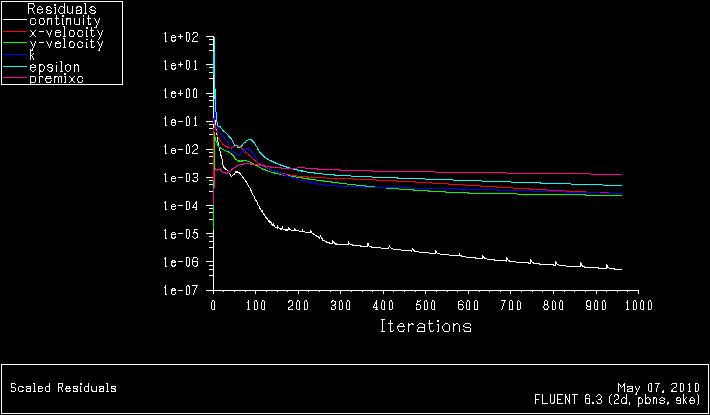 Residuals
continuity
x-velocity
y-velocity
k
epsilon
premixc
1e+02
1e+01
1e+00
1e-01
1e-02
1e-03
1e-04
1e-05
1e-06
1e-07
0 100 200 300 400 500 600 700 800 900 1000
Iterations
Scaled Residuals
May 07, 2010
FLUENT 6.3 (2d, pbns, ske)